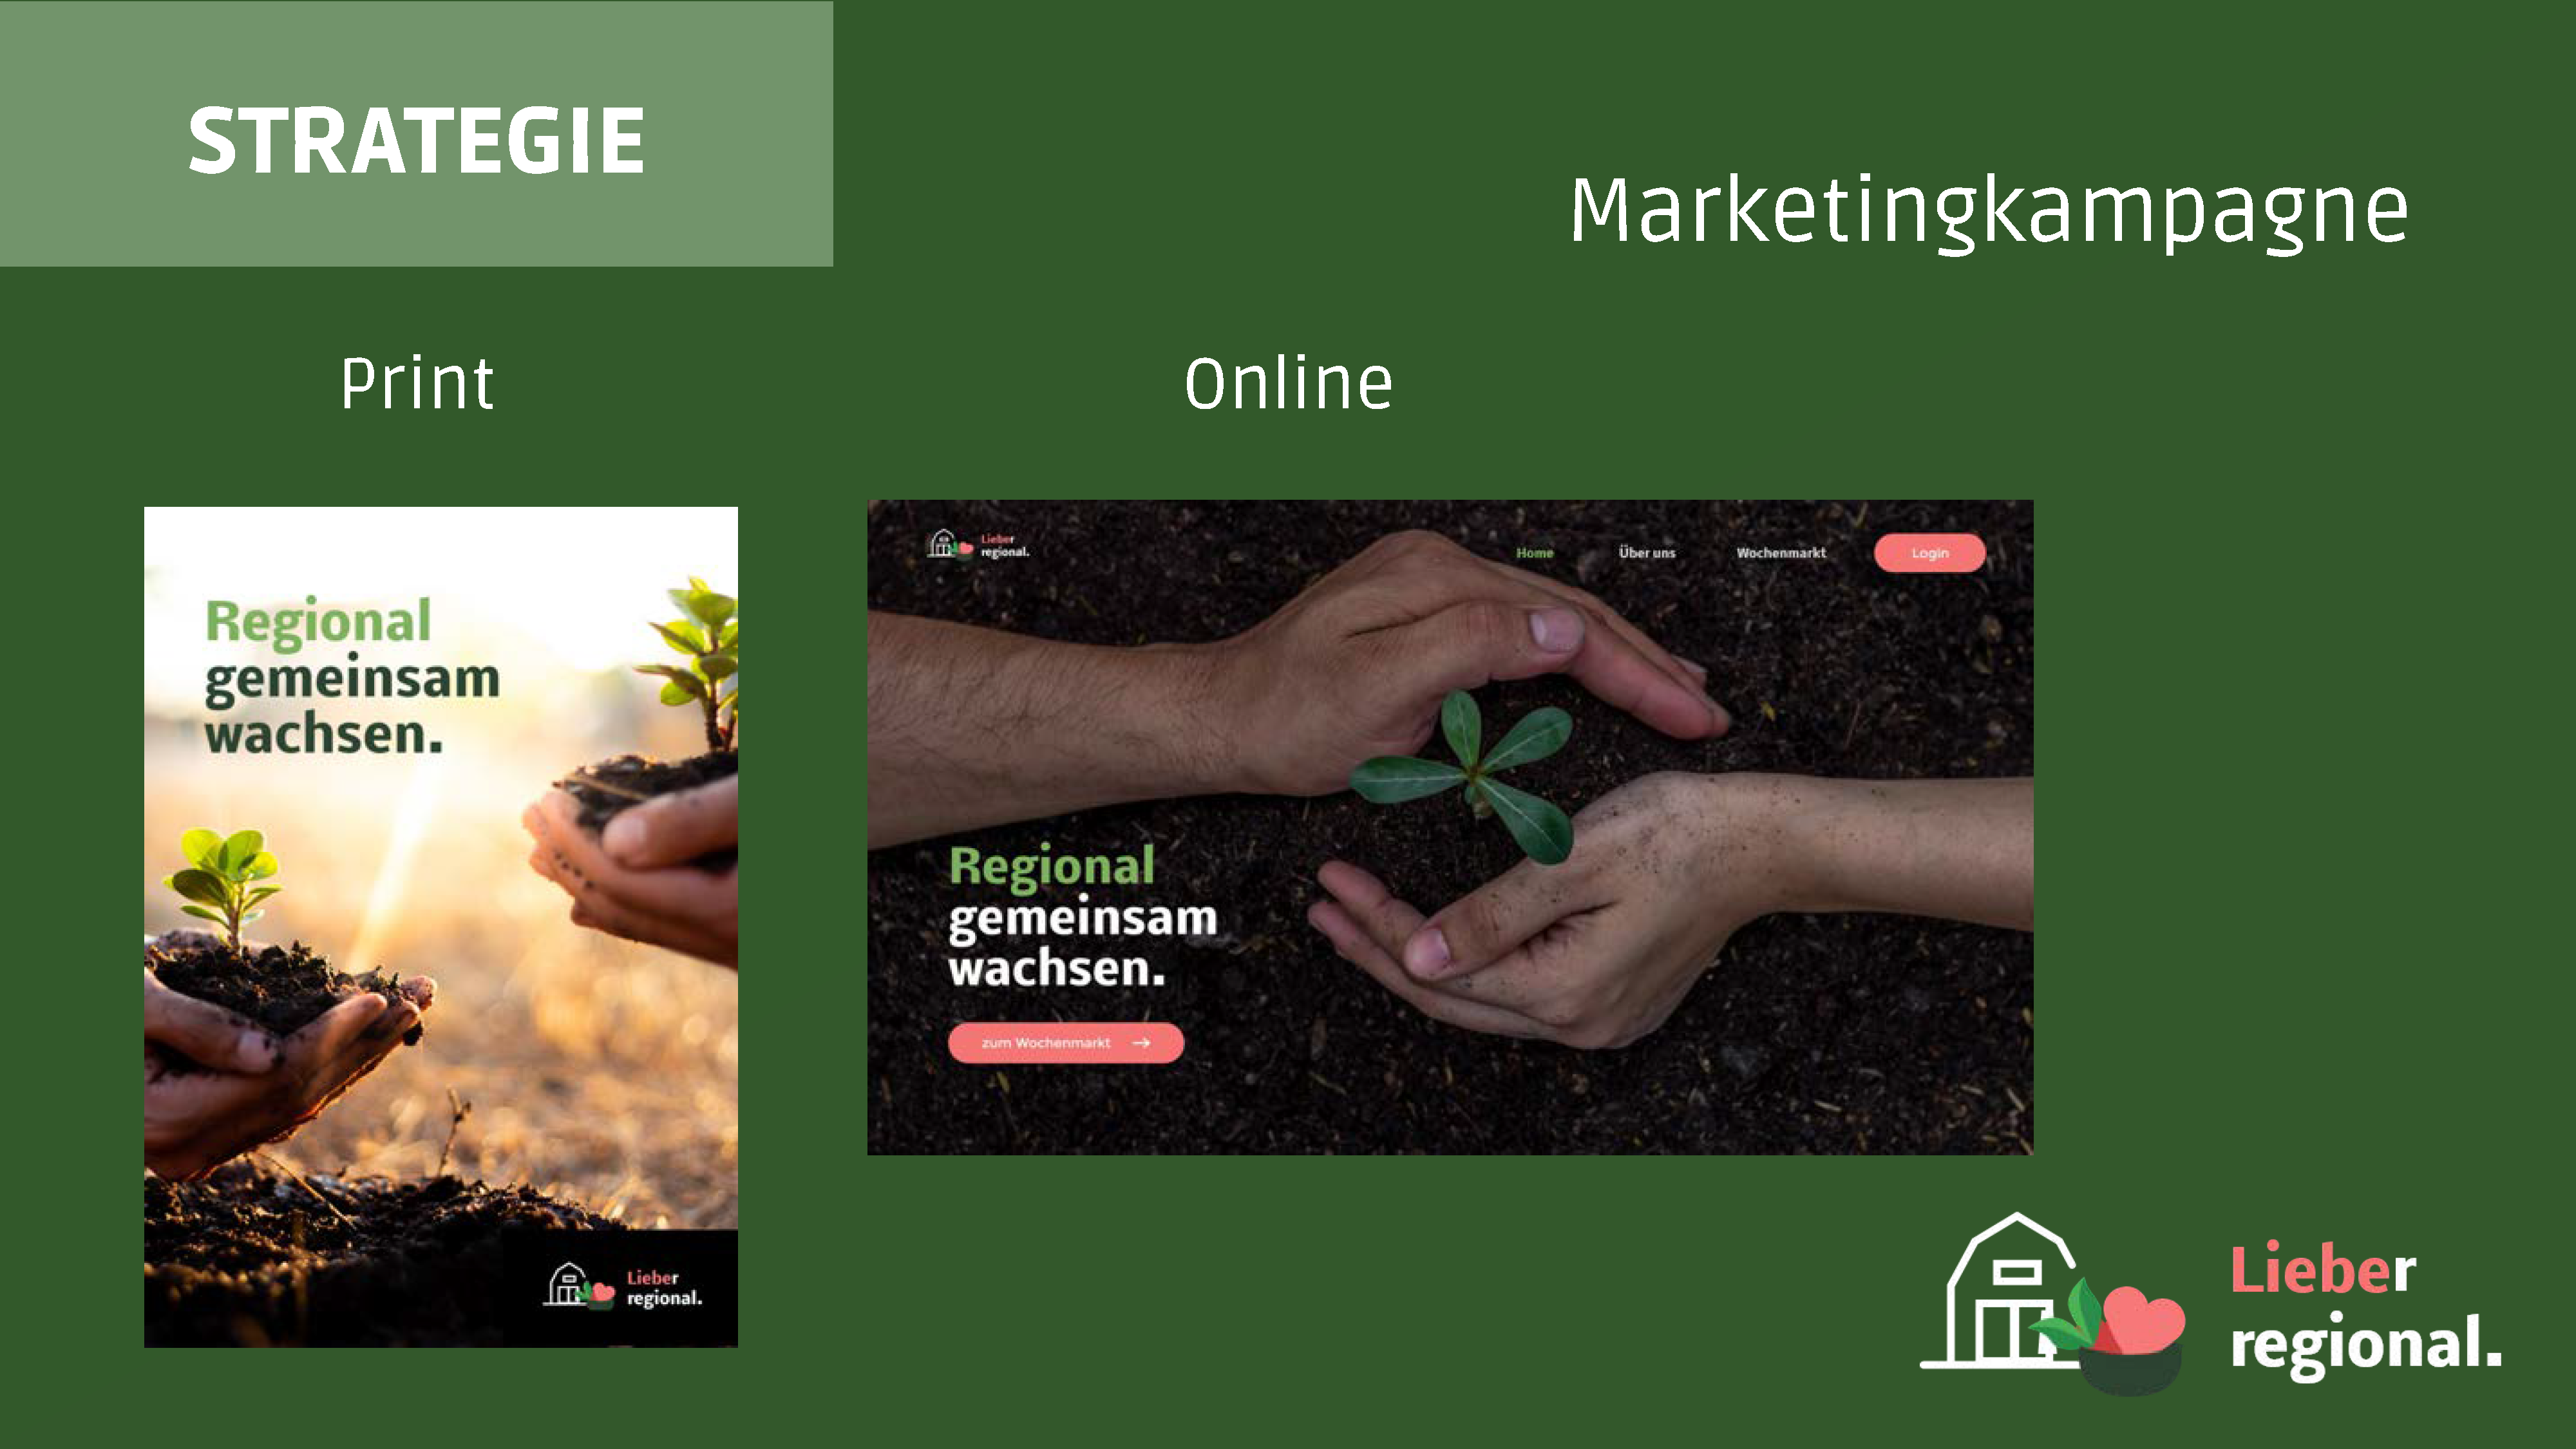 STRATEGIE
Marketingkampagne
Print
Online
Regional
gemeinsam
wachsen.
Lieber
regional.
Lieber
regional.
Home
Über uns
Wochenmarkt
Login
Regional
gemeinsam
wachsen.
zum Wochenmarkt →
Lieber
regional.